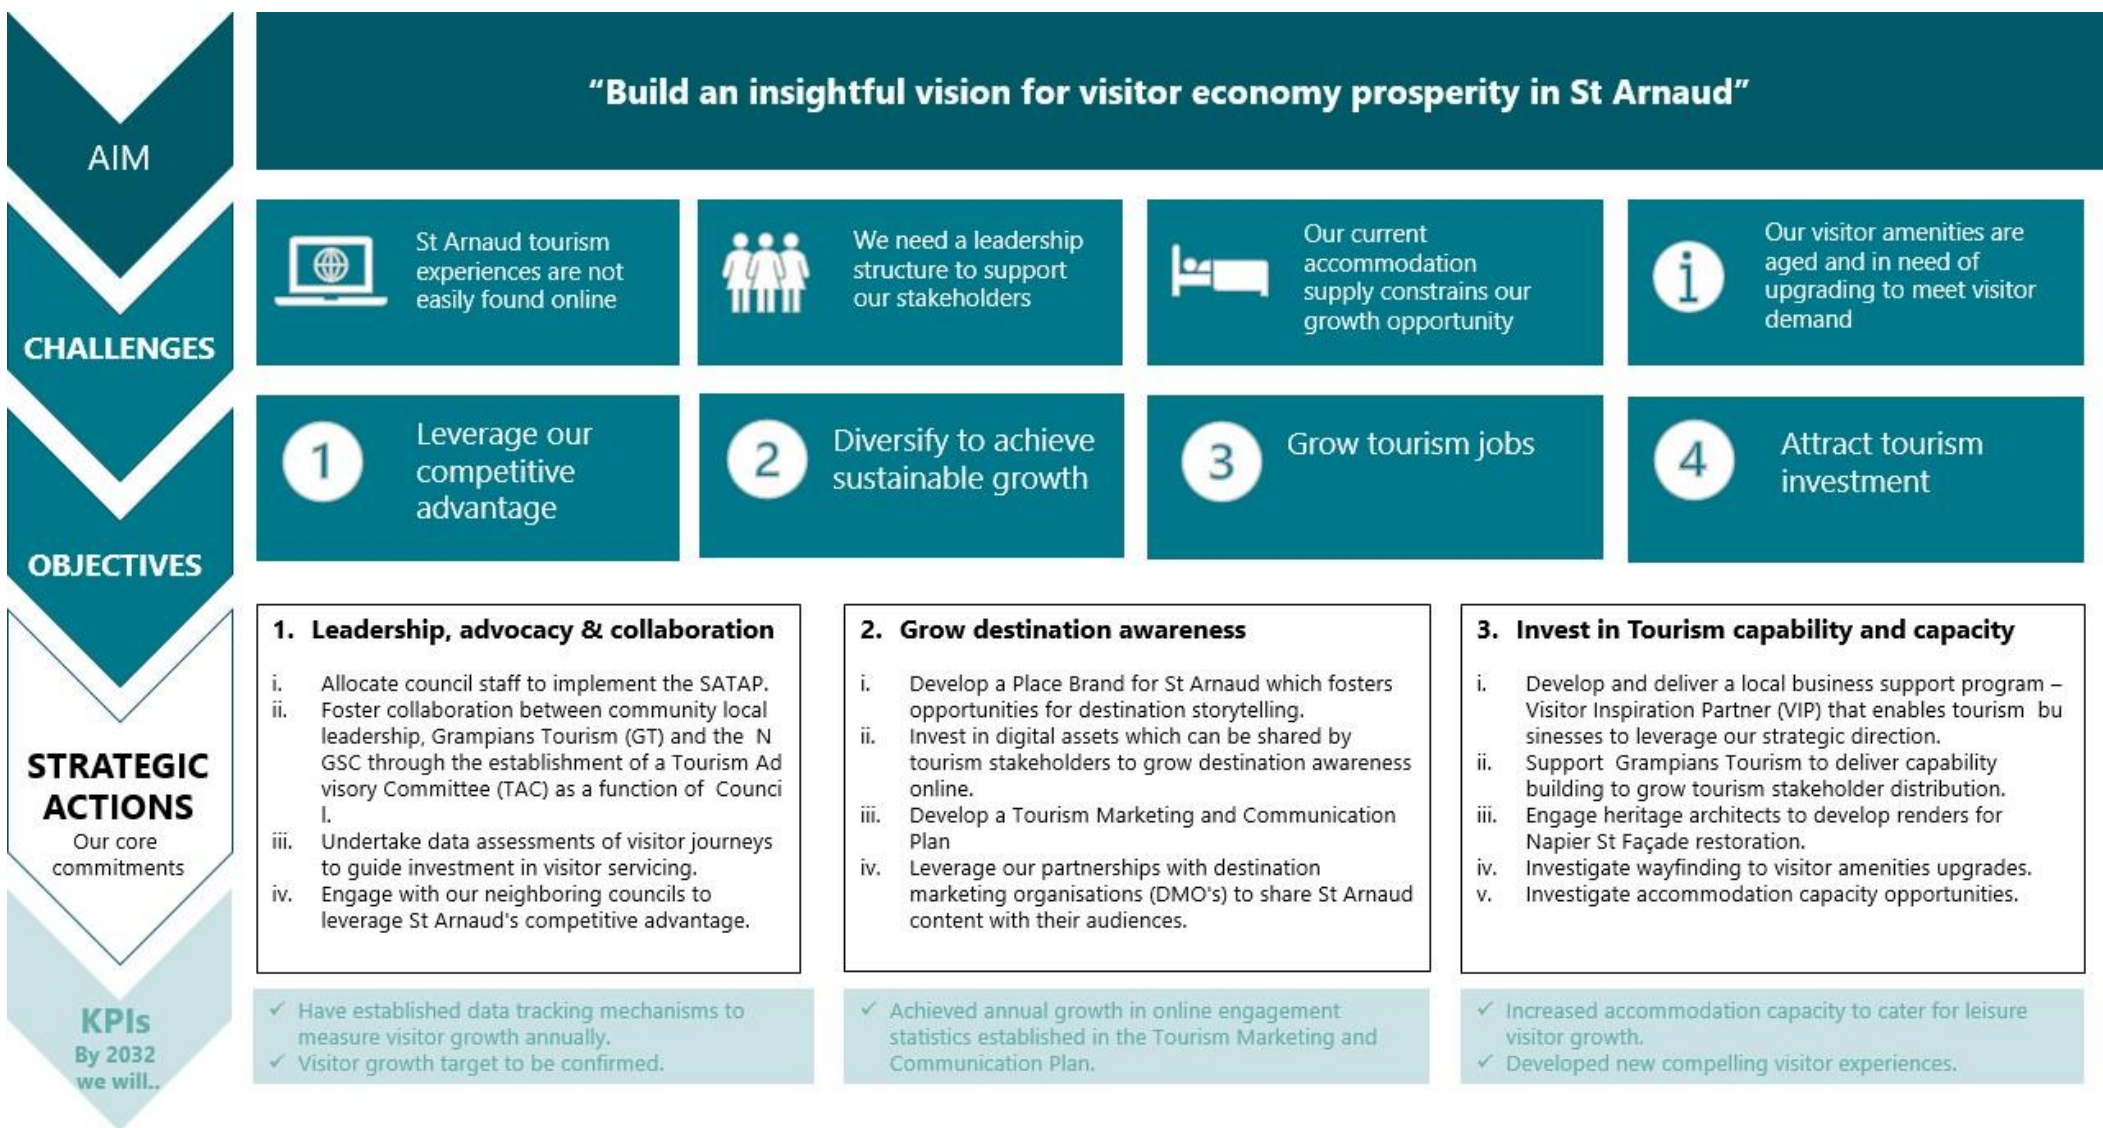 AIM
“Build an insightful vision for visitor economy prosperity in St Arnaud”
CHALLENGES
St Arnaud tourism
experiences are not
easily found online
We need a leadership
structure to support
our stakeholders
Our current
accommodation
supply constrains our
growth opportunity
i
Our visitor amenities are
aged and in need of
upgrading to meet visitor
demand
OBJECTIVES
1
Leverage our
competitive
advantage
2
Diversify to achieve
sustainable growth
3
Grow tourism jobs
4
Attract tourism
investment
STRATEGIC
ACTIONS
Our core
commitments
1. Leadership, advocacy & collaboration
i. Allocate council staff to implement the SATAP.
ii. Foster collaboration between community local
leadership, Grampians Tourism (GT) and the N
GSC through the establishment of a Tourism Ad
visory Committee (TAC) as a function of Counci
l.
iii. Undertake data assessments of visitor journeys
to guide investment in visitor servicing.
iv. Engage with our neighboring councils to
leverage St Arnaud's competitive advantage.
2. Grow destination awareness
i. Develop a Place Brand for St Arnaud which fosters
opportunities for destination storytelling.
ii. Invest in digital assets which can be shared by
tourism stakeholders to grow destination awareness
online.
iii. Develop a Tourism Marketing and Communication
Plan
iv. Leverage our partnerships with destination
marketing organisations (DMO's) to share St Arnaud
content with their audiences.
3. Invest in Tourism capability and capacity
i. Develop and deliver a local business support program –
Visitor Inspiration Partner (VIP) that enables tourism bu
sinesses to leverage our strategic direction.
ii. Support Grampians Tourism to deliver capability
building to grow tourism stakeholder distribution.
iii. Engage heritage architects to develop renders for
Napier St Façade restoration.
iv. Investigate wayfinding to visitor amenities upgrades.
v. Investigate accommodation capacity opportunities.
KPIs
By 2032
we will..
✓ Have established data tracking mechanisms to
measure visitor growth annually.
✓ Visitor growth target to be confirmed.
✓ Achieved annual growth in online engagement
statistics established in the Tourism Marketing and
Communication Plan.
✓ Increased accommodation capacity to cater for leisure
visitor growth.
✓ Developed new compelling visitor experiences.